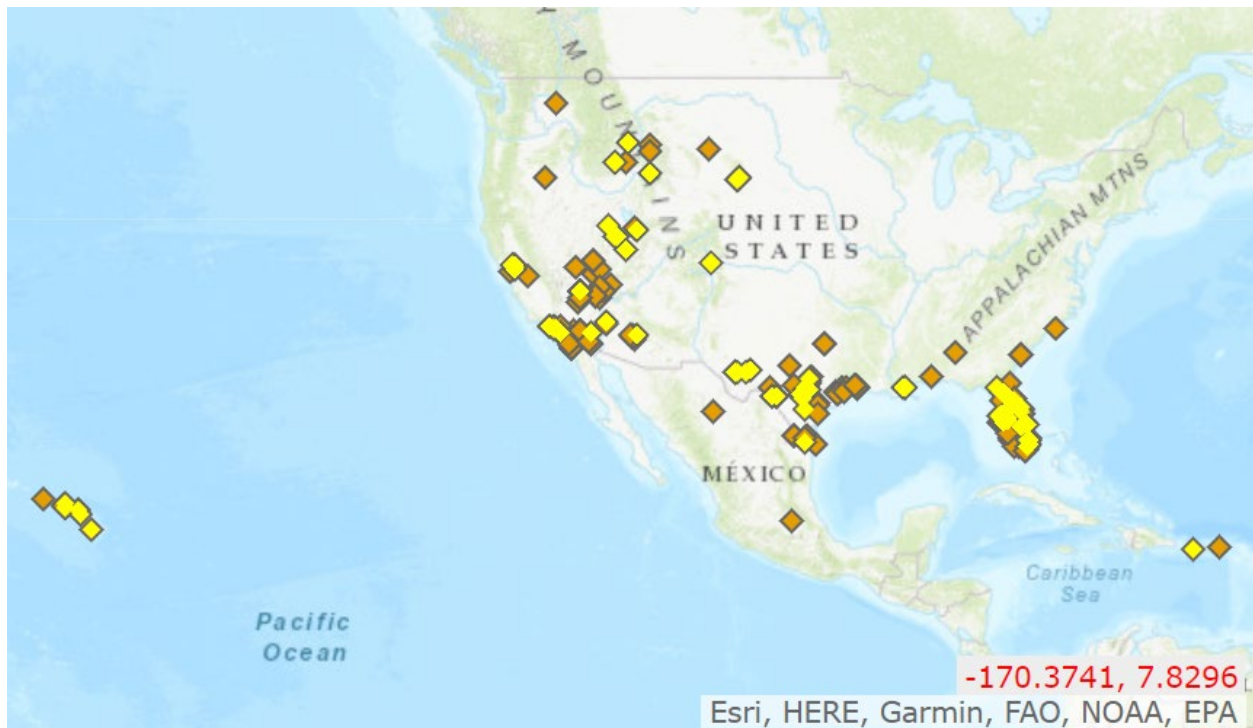 Y MOUNTAINS
UNITED
STATES
APPALACHIAN MTNS
MÉXICO
Caribbean
Sea
Pacific
Ocean
-170.3741, 7.8296
Esri, HERE, Garmin, FAO, NOAA, EPA